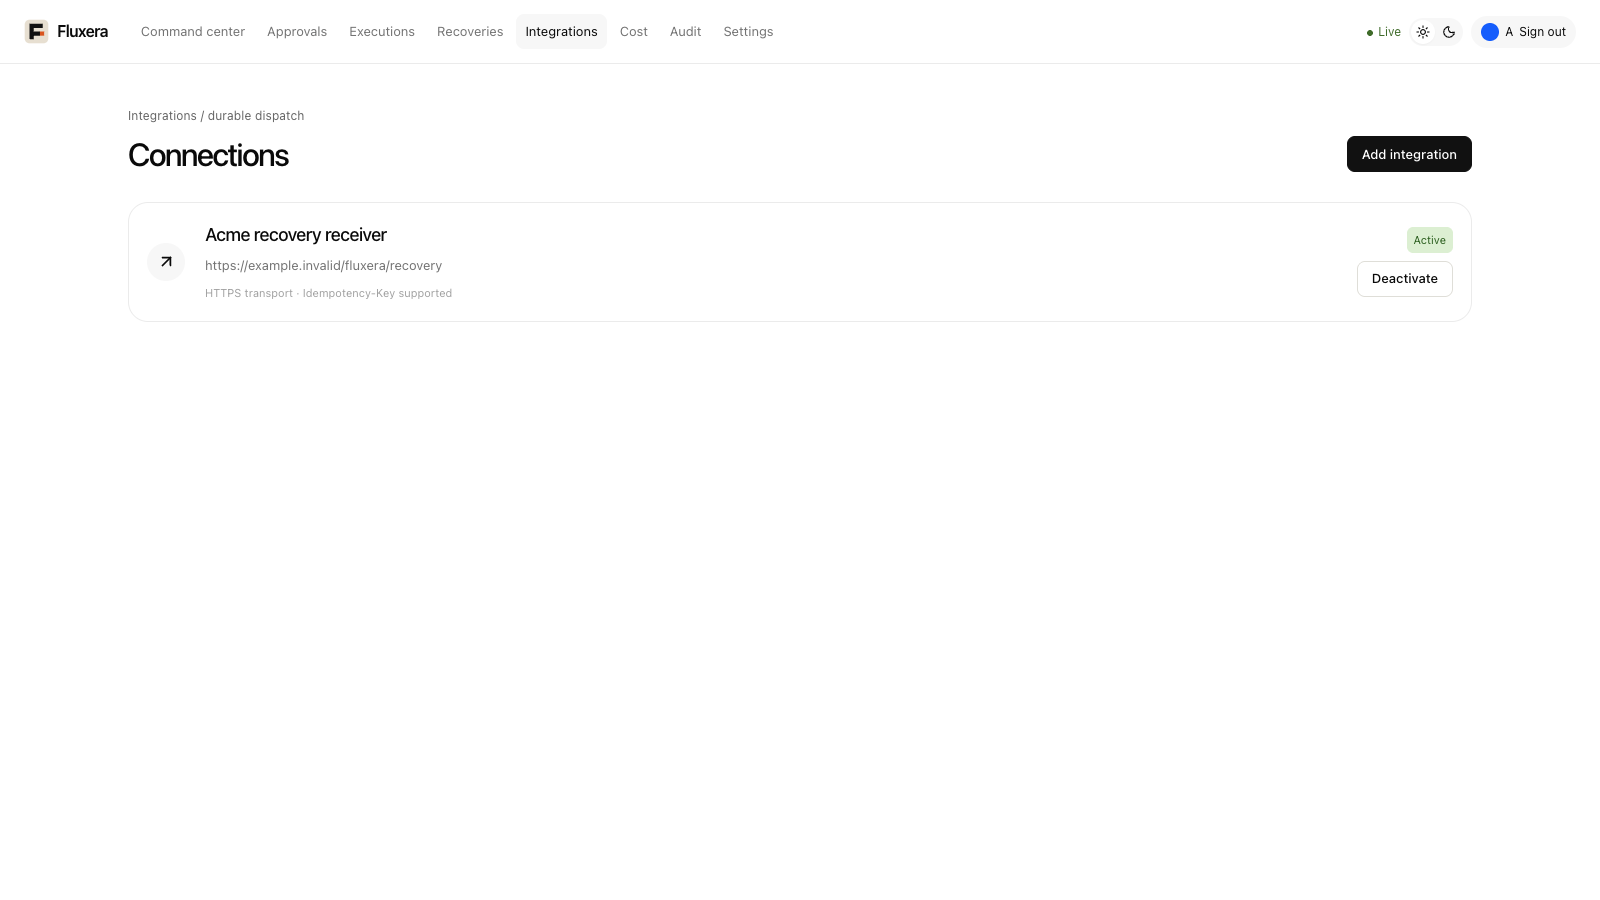 Fluxera
Command center
Approvals
Executions
Recoveries
Integrations
Cost
Audit
Settings
Live
A
Sign out
Integrations / durable dispatch
Connections
Add integration
Acme recovery receiver
Active
https://example.invalid/fluxera/recovery
Deactivate
HTTPS transport · Idempotency-Key supported